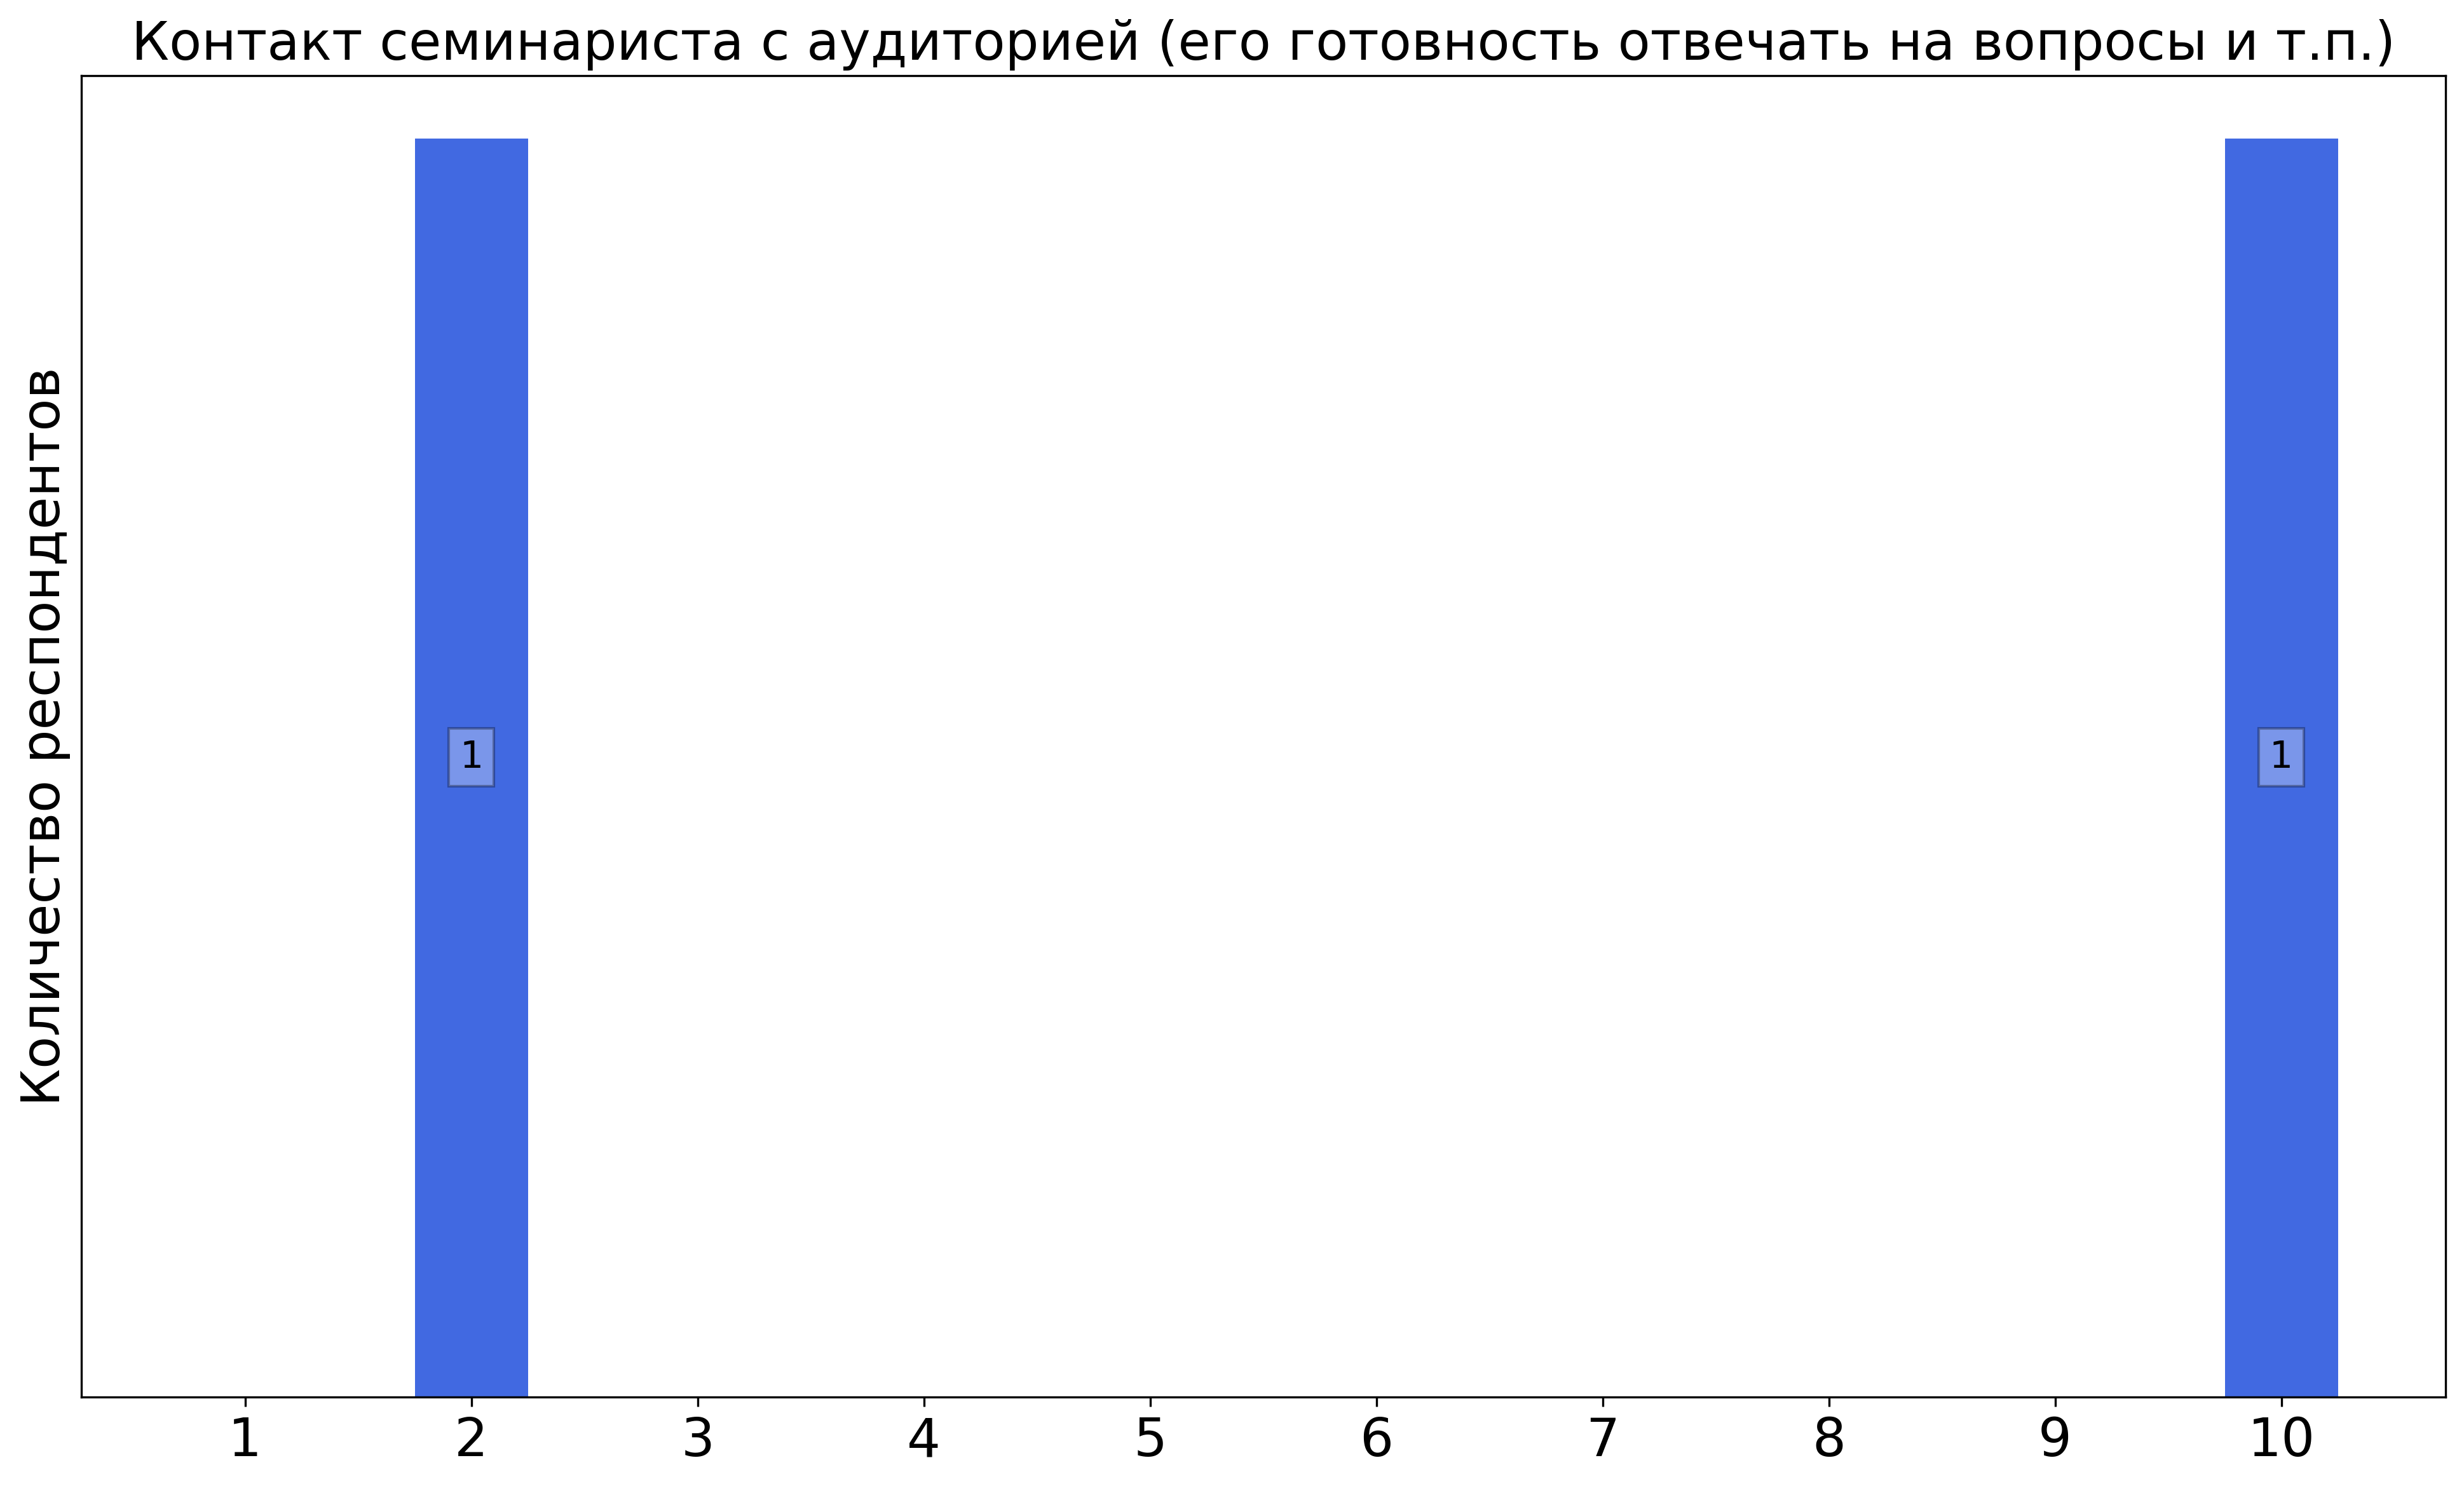 Контакт семинариста с аудиторией (его готовность отвечать на вопросы и т.п.)
Количество респондентов
1
1
1 2 3 4 5 6 7 8 9 10